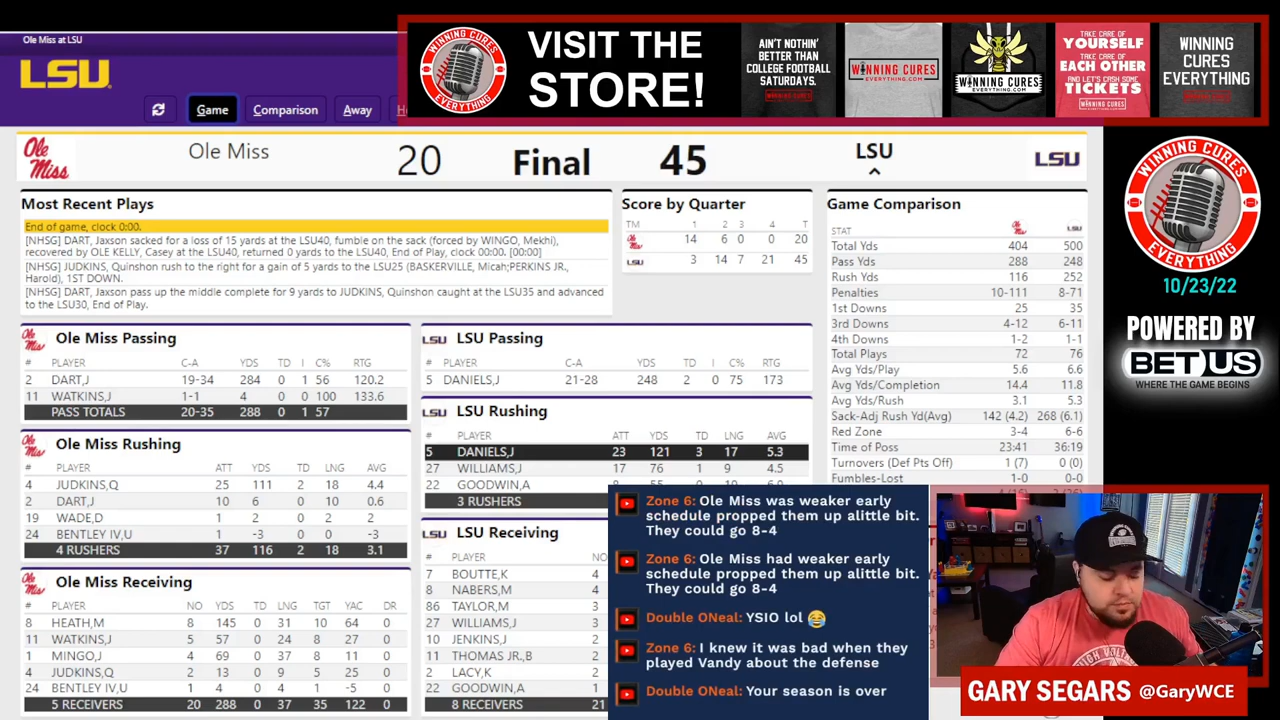 Ole Miss at LSU
LSU
Game Comparison Away
WINNING CURES EVERYTHING
VISIT THE
STORE!
AIN'T NOTHIN'
BETTER THAN
COLLEGE FOOTBALL
SATURDAYS.
WINNING CURES
EVERYTHING.COM
WINNING CURES
EVERYTHING.COM
TAKE CARE OF
YOURSELF
TAKE CARE OF
EACH OTHER
AND LET'S CASH SOME
TICKETS
WINNING CURES
WINNING
CURES
EVERYTHING
Ole Miss
Ole Miss 20 Final 45 LSU
LSU
Most Recent Plays
End of game, clock 0:00.
[NHSG] DART, Jaxson sacked for a loss of 15 yards at the LSU40, fumble on the sack (forced by WINGO, Mekhi),
recovered by OLE KELLY, Casey at the LSU40, returned 0 yards to the LSU40, End of Play, clock 00:00. [00:00]
[NHSG] JUDKINS, Quinshon rush to the right for a gain of 5 yards to the LSU25 (BASKERVILLE, Micah;PERKINS JR.,
Harold), 1ST DOWN.
[NHSG] DART, Jaxson pass up the middle complete for 9 yards to JUDKINS, Quinshon caught at the LSU35 and advanced
to the LSU30, End of Play.
Score by Quarter
TM 1 2 3 4 T
14 6 0 0 20
LSU 3 14 7 21 45
Game Comparison
STAT
Total Yds 404 500
Pass Yds 288 248
Rush Yds 116 252
Penalties 10-111 8-71
1st Downs 25 35
3rd Downs 4-12 6-11
4th Downs 1-2 1-1
Total Plays 72 76
Avg Yds/Play 5.6 6.6
Avg Yds/Completion 14.4 11.8
Avg Yds/Rush 3.1 5.3
Sack-Adj Rush Yd(Avg) 142 (4.2) 268 (6.1)
Red Zone 3-4 6-6
Time of Poss 23:41 36:19
Turnovers (Def Pts Off) 1 (7) 0 (0)
Fumbles-Lost 1-0 0-0
Ole Miss Passing
# PLAYER C-A YDS TD I C% RTG
2 DART,J 19-34 284 0 1 56 120.2
11 WATKINS,J 1-1 4 0 0 100 133.6
PASS TOTALS 20-35 288 0 1 57
Ole Miss Rushing
# PLAYER ATT YDS TD LNG AVG
4 JUDKINS,Q 25 111 2 18 4.4
2 DART,J 10 6 0 10 0.6
19 WADE,D 1 2 0 2 2
24 BENTLEY IV,U 1 -3 0 0 -3
4 RUSHERS 37 116 2 18 3.1
Ole Miss Receiving
# PLAYER NO YDS TD LNG TGT YAC DR
8 HEATH,M 8 145 0 31 10 64 0
11 WATKINS,J 5 57 0 24 8 27 0
1 MINGO,J 4 69 0 37 8 11 0
4 JUDKINS,Q 2 13 0 9 5 25 0
24 BENTLEY IV,U 1 4 0 4 1 -5 0
5 RECEIVERS 20 288 0 37 35 122 0
LSU LSU Passing
# PLAYER C-A YDS TD I C% RTG
5 DANIELS,J 21-28 248 2 0 75 173
LSU LSU Rushing
# PLAYER ATT YDS TD LNG AVG
5 DANIELS,J 23 121 3 17 5.3
27 WILLIAMS,J 17 76 1 9 4.5
22 GOODWIN,A
3 RUSHERS
LSU LSU Receiving
# PLAYER NO
7 BOUTTE,K 4
8 NABERS,M 4
86 TAYLOR,M 3
27 WILLIAMS,J 3
10 JENKINS,J 2
11 THOMAS JR.,B 2
2 LACY,K 2
22 GOODWIN,A 1
8 RECEIVERS 21
Zone 6: Ole Miss was weaker early
schedule propped them up alittle bit.
They could go 8-4
Zone 6: Ole Miss had weaker early
schedule propped them up alittle bit.
They could go 8-4
Double ONeal: YSIO lol 😂
Zone 6: I knew it was bad when they
played Vandy about the defense
Double ONeal: Your season is over
WINNING CURES
EVERYTHING
10/23/22
POWERED BY
BETUS
WHERE THE GAME BEGINS
GARY SEGARS @GaryWCE